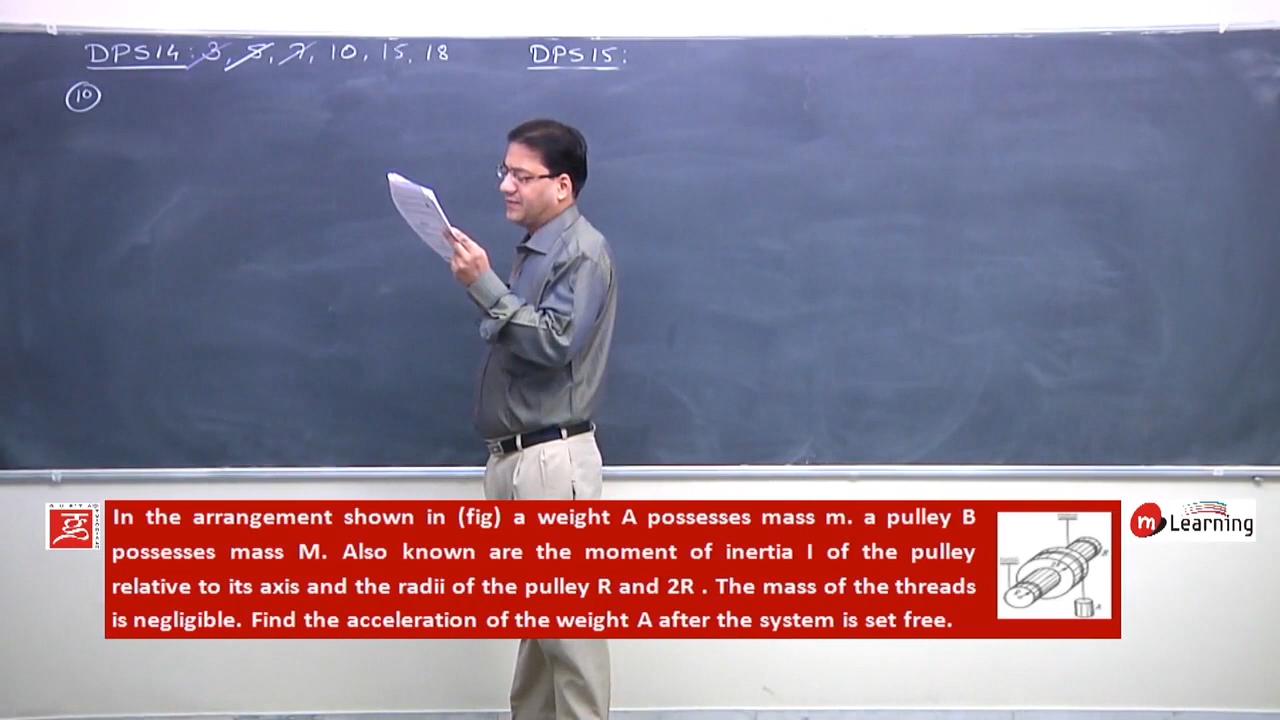 DPS14: 3, 8, 7, 10, 15, 18
DPS15:
10
In the arrangement shown in (fig) a weight A possesses mass m. a pulley B
possesses mass M. Also known are the moment of inertia I of the pulley
relative to its axis and the radii of the pulley R and 2R . The mass of the threads
is negligible. Find the acceleration of the weight A after the system is set free.
m Learning